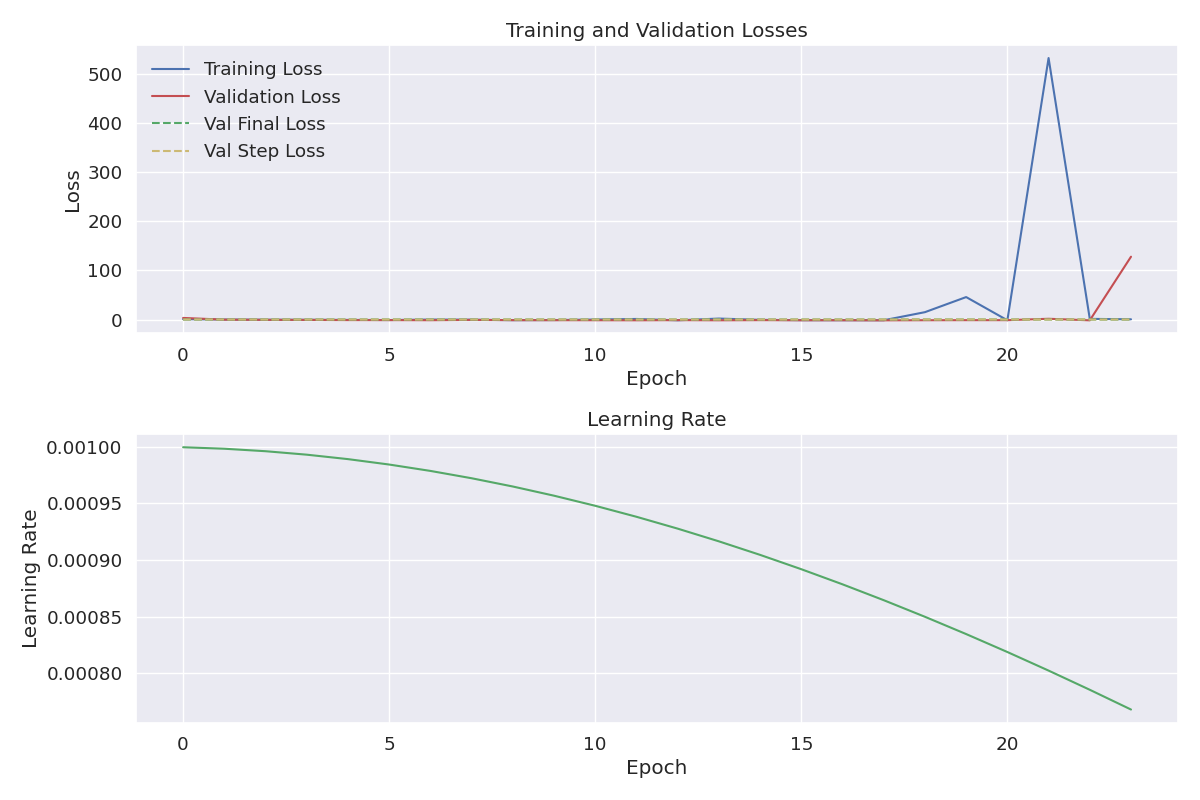 Training and Validation Losses
Training Loss
Validation Loss
Val Final Loss
Val Step Loss
Loss
500
400
300
200
100
0
0 5 10 15 20
Epoch
Learning Rate
Learning Rate
0.00100
0.00095
0.00090
0.00085
0.00080
0 5 10 15 20
Epoch